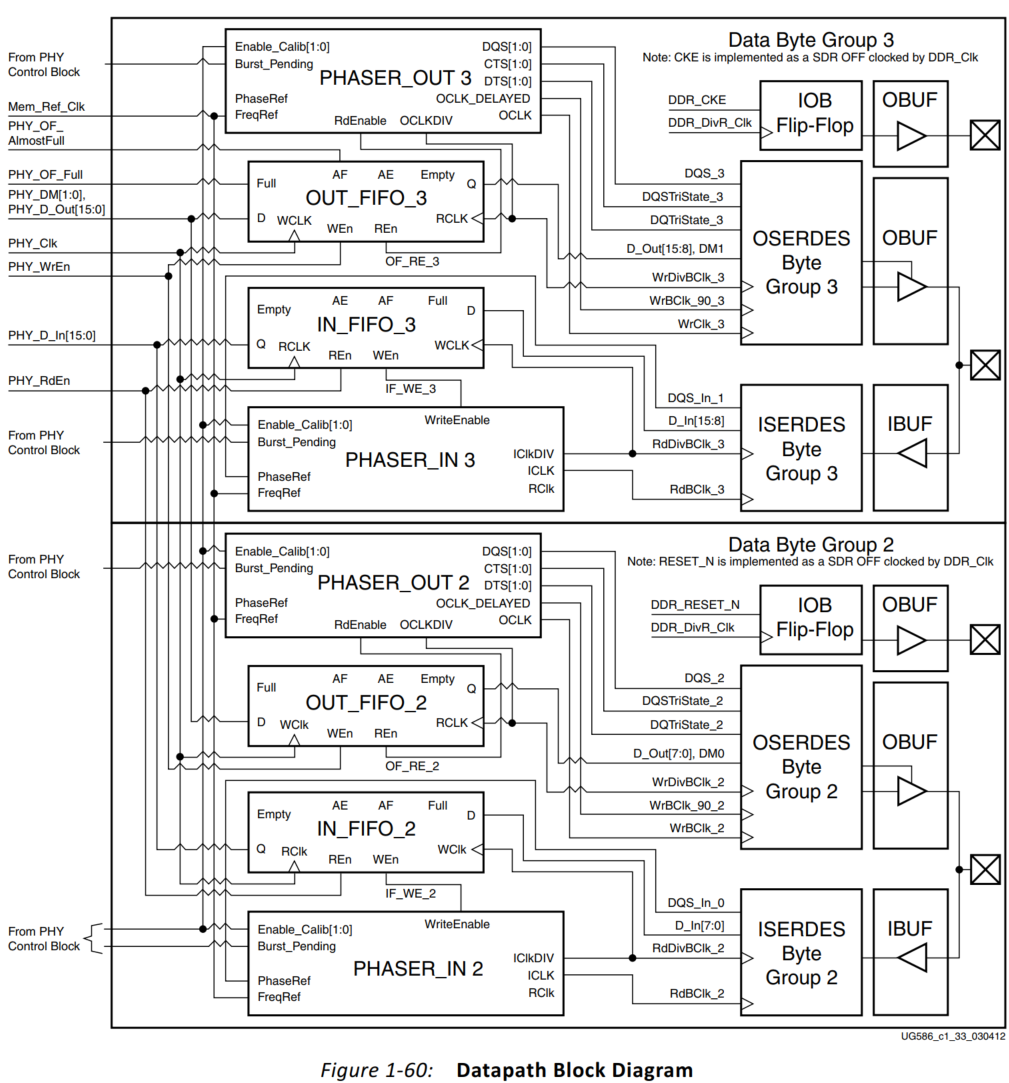 From PHY
Control Block
Mem_Ref_Clk
PHY_OF_
AlmostFull
PHY_OF_Full
PHY_DM[1:0],
PHY_D_Out[15:0]
PHY_Clk
PHY_WrEn
PHY_D_In[15:0]
PHY_RdEn
From PHY
Control Block
Enable_Calib[1:0]
Burst_Pending
PHASER_OUT 3
PhaseRef
FreqRef
RdEnable
OCLKDIV
DQS[1:0]
CTS[1:0]
DTS[1:0]
OCLK_DELAYED
OCLK
Full
AF
AE
Empty
Q
OUT_FIFO_3
D
WCLK
WEn
REn
RCLK
OF_RE_3
Empty
AE
AF
Full
D
IN_FIFO_3
Q
RCLK
REn
WEn
WCLK
IF_WE_3
WriteEnable
Enable_Calib[1:0]
Burst_Pending
PHASER_IN 3
PhaseRef
FreqRef
IClkDIV
ICLK
RClk
Data Byte Group 3
Note: CKE is implemented as a SDR OFF clocked by DDR_Clk
DDR_CKE
DDR_DivR_Clk
IOB
Flip-Flop
OBUF
DQS_3
DQSTriState_3
DQTriState_3
D_Out[15:8], DM1
WrDivBClk_3
WrBClk_90_3
WrClk_3
OSERDES
Byte
Group 3
OBUF
DQS_In_1
D_In[15:8]
RdDivBClk_3
RdBClk_3
ISERDES
Byte
Group 3
IBUF
From PHY
Control Block
Enable_Calib[1:0]
Burst_Pending
PHASER_OUT 2
PhaseRef
FreqRef
RdEnable
OCLKDIV
DQS[1:0]
CTS[1:0]
DTS[1:0]
OCLK_DELAYED
OCLK
Full
AF
AE
Empty
Q
OUT_FIFO_2
D
WClk
WEn
REn
RCLK
OF_RE_2
Empty
AE
AF
Full
D
IN_FIFO_2
Q
RClk
REn
WEn
WClk
IF_WE_2
From PHY
Control Block
WriteEnable
Enable_Calib[1:0]
Burst_Pending
PHASER_IN 2
PhaseRef
FreqRef
IClkDIV
ICLK
RClk
Data Byte Group 2
Note: RESET_N is implemented as a SDR OFF clocked by DDR_Clk
DDR_RESET_N
DDR_DivR_Clk
IOB
Flip-Flop
OBUF
DQS_2
DQSTriState_2
DQTriState_2
D_Out[7:0], DM0
WrDivBClk_2
WrBClk_90_2
WrBClk_2
OSERDES
Byte
Group 2
OBUF
DQS_In_0
D_In[7:0]
RdDivBClk_2
RdBClk_2
ISERDES
Byte
Group 2
IBUF
UG586_c1_33_030412
Figure 1-60: Datapath Block Diagram